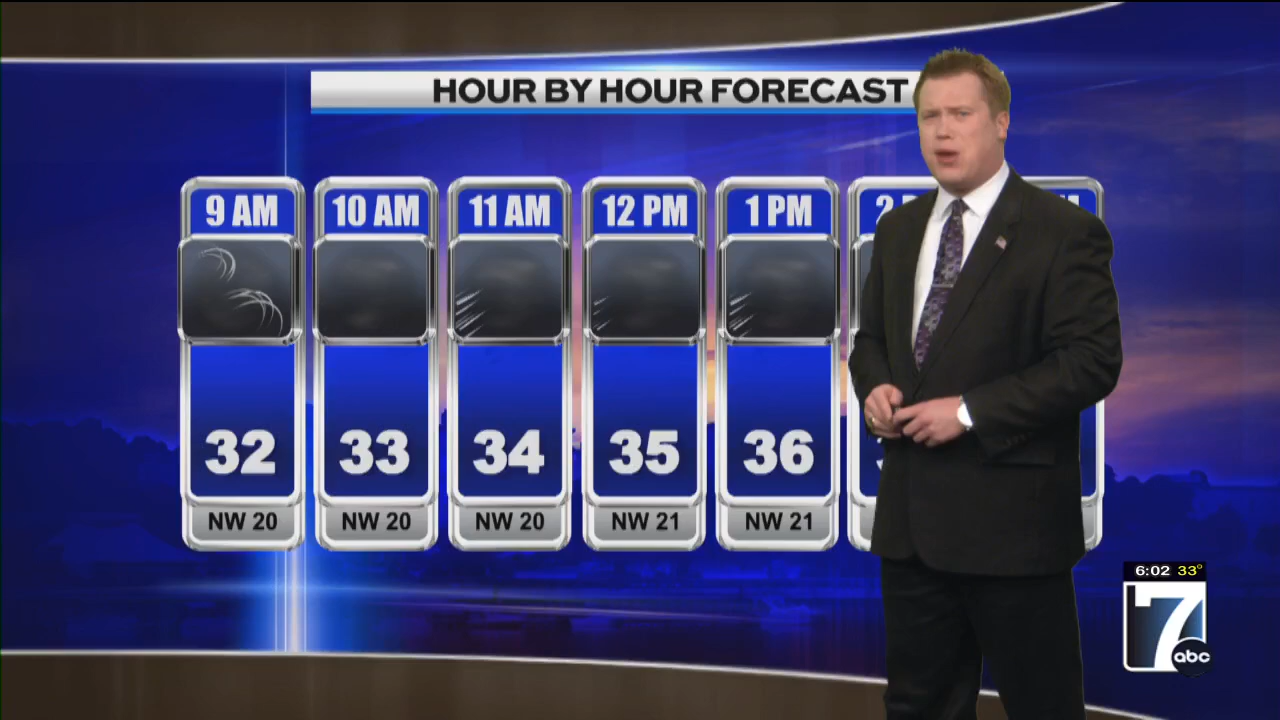 HOUR BY HOUR FORECAST
9 AM 10 AM 11 AM 12 PM 1 PM 2
32 33 34 35 36
NW 20 NW 20 NW 20 NW 21 NW 21
6:02 33°
7
abc